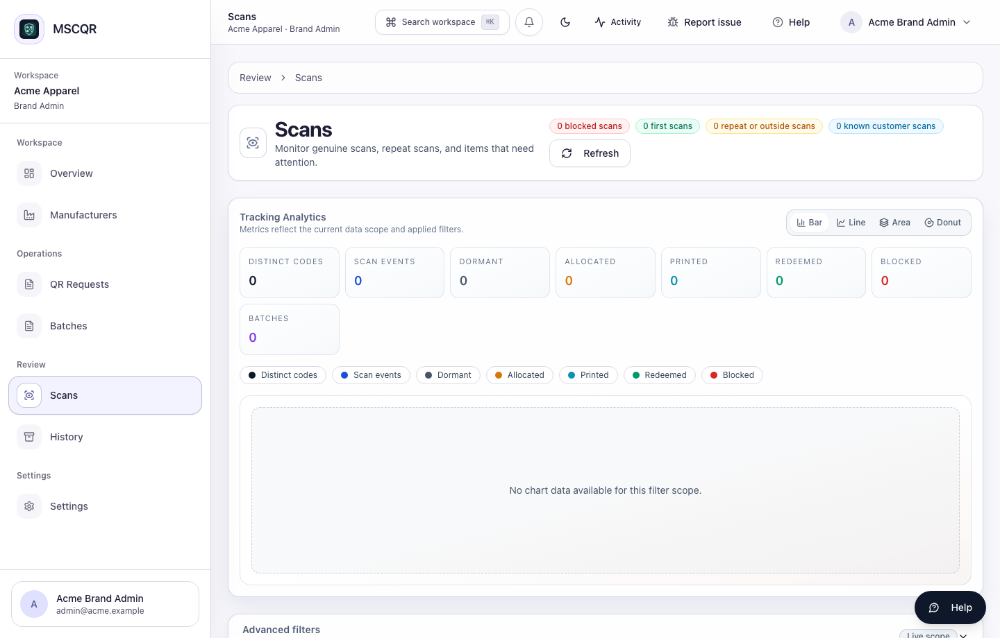 MSCQR
Workspace
Acme Apparel
Brand Admin
Workspace
Overview
Manufacturers
Operations
QR Requests
Batches
Review
Scans
History
Settings
Settings
A
Acme Brand Admin
admin@acme.example
Scans
Acme Apparel · Brand Admin
Search workspace ⌘K
Activity
Report issue
Help
A
Acme Brand Admin
Review > Scans
Scans
Monitor genuine scans, repeat scans, and items that need
attention.
0 blocked scans
0 first scans
0 repeat or outside scans
0 known customer scans
Refresh
Tracking Analytics
Metrics reflect the current data scope and applied filters.
Bar
Line
Area
Donut
DISTINCT CODES
0
SCAN EVENTS
0
DORMANT
0
ALLOCATED
0
PRINTED
0
REDEEMED
0
BLOCKED
0
BATCHES
0
Distinct codes
Scan events
Dormant
Allocated
Printed
Redeemed
Blocked
No chart data available for this filter scope.
Advanced filters
Live scope
Help